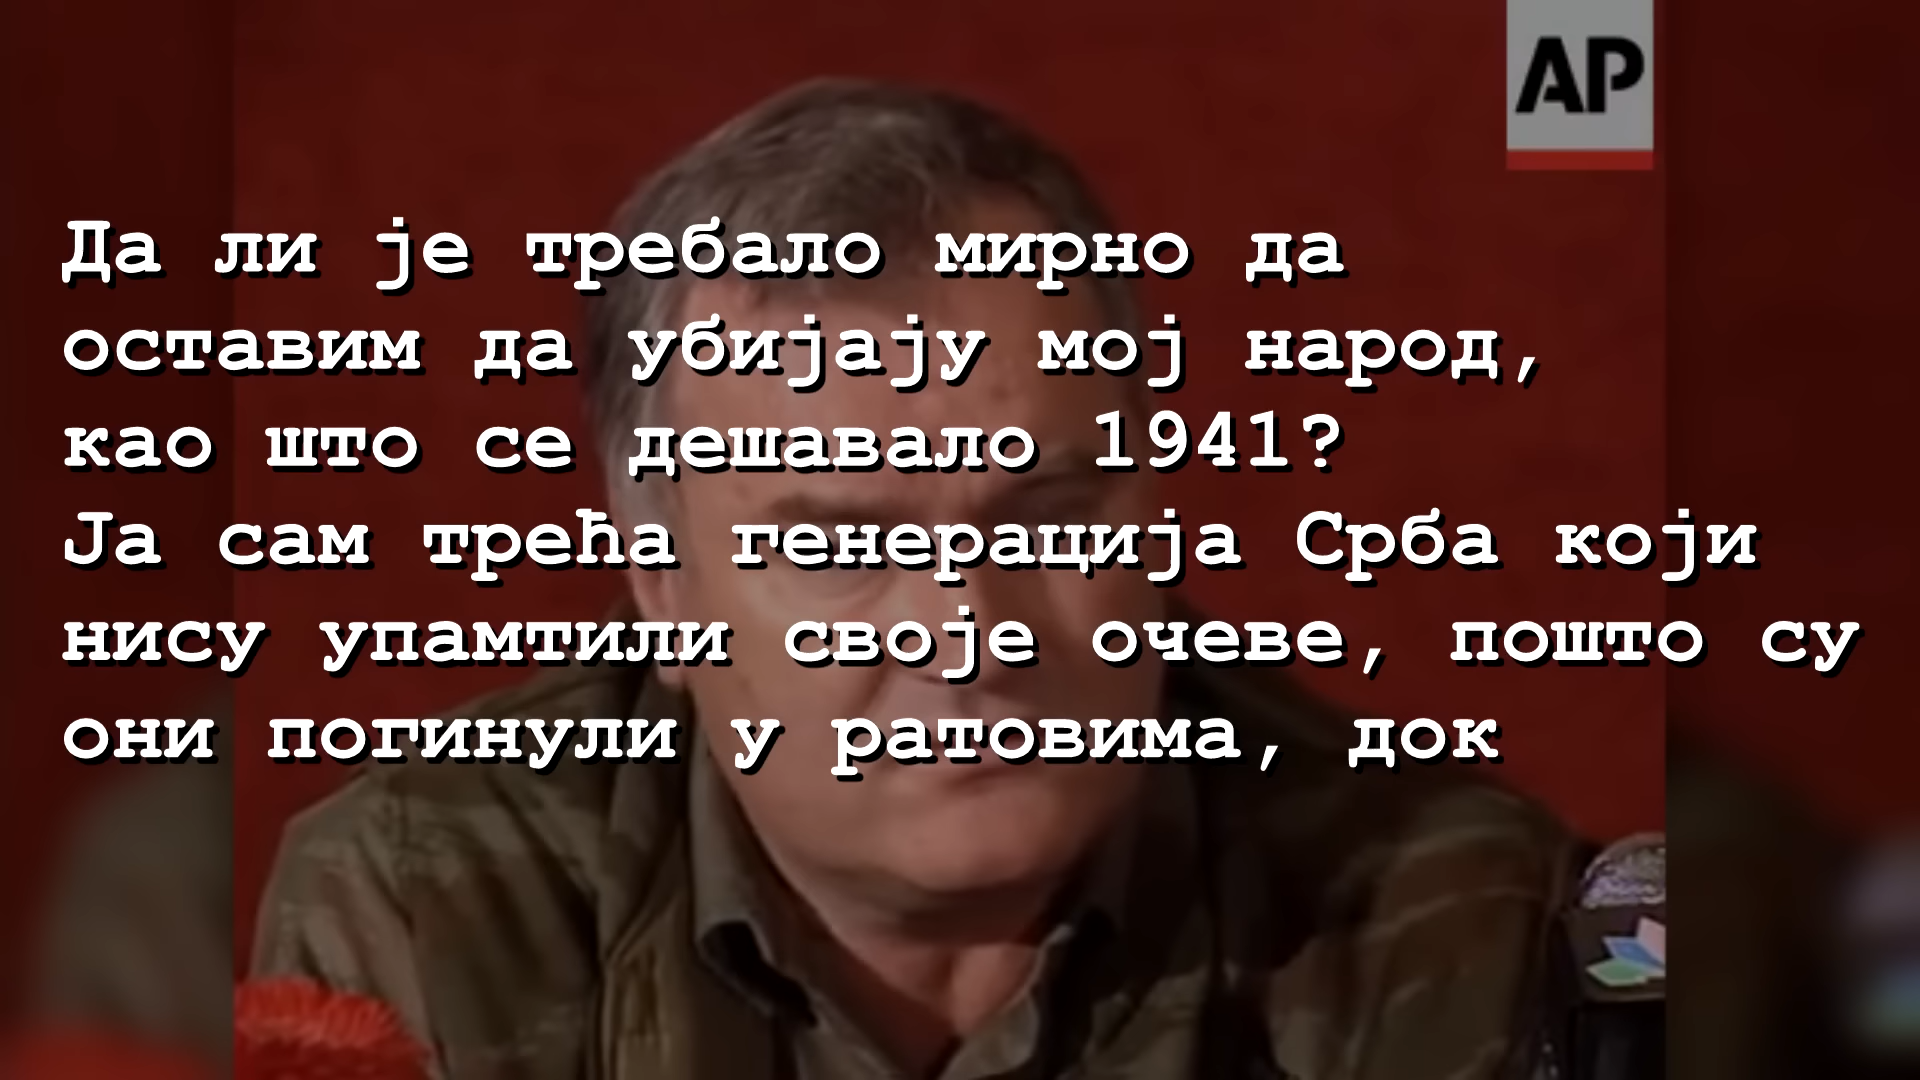 AP
Да ли је требало мирно да
оставим да убијају мој народ,
као што се дешавало 1941?
Ја сам трећа генерација Срба који
нису упамтили своје очеве, пошто су
они погинули у ратовима, док